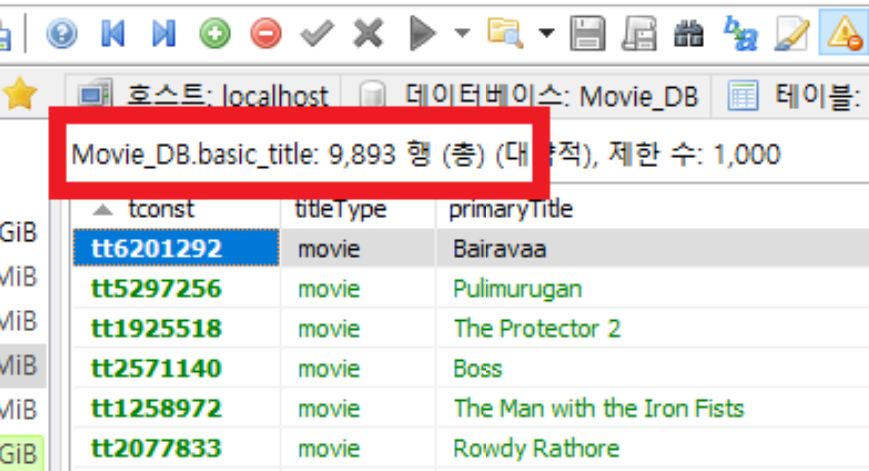 호스트: localhost 데이터베이스: Movie_DB 테이블:
Movie_DB.basic_title: 9,893 행 (총) (대 적), 제한 수: 1,000
tconst titleType primaryTitle
GiB tt6201292 movie Bairavaa
MiB tt5297256 movie Pulimurugan
MiB tt1925518 movie The Protector 2
MiB tt2571140 movie Boss
MiB tt1258972 movie The Man with the Iron Fists
GiB tt2077833 movie Rowdy Rathore